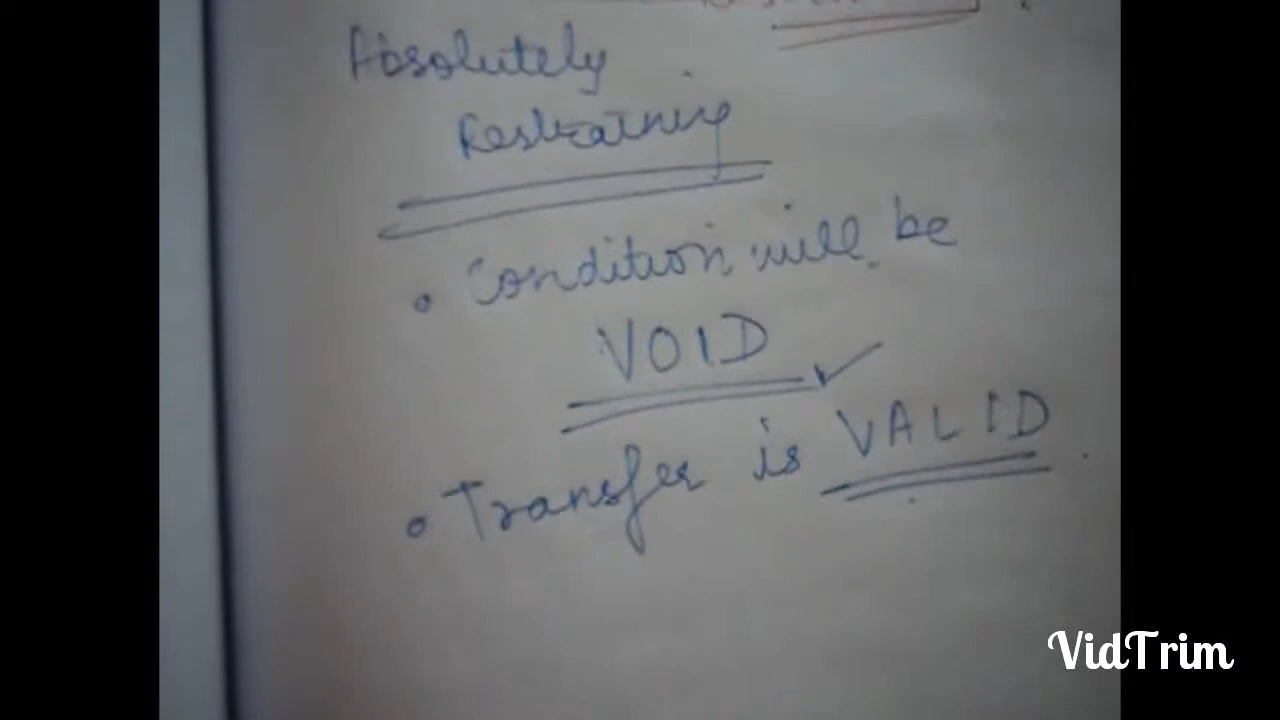 Absolutely
Restraining
• Condition will be
VOID ✓
• Transfer is VALID.
VidTrim